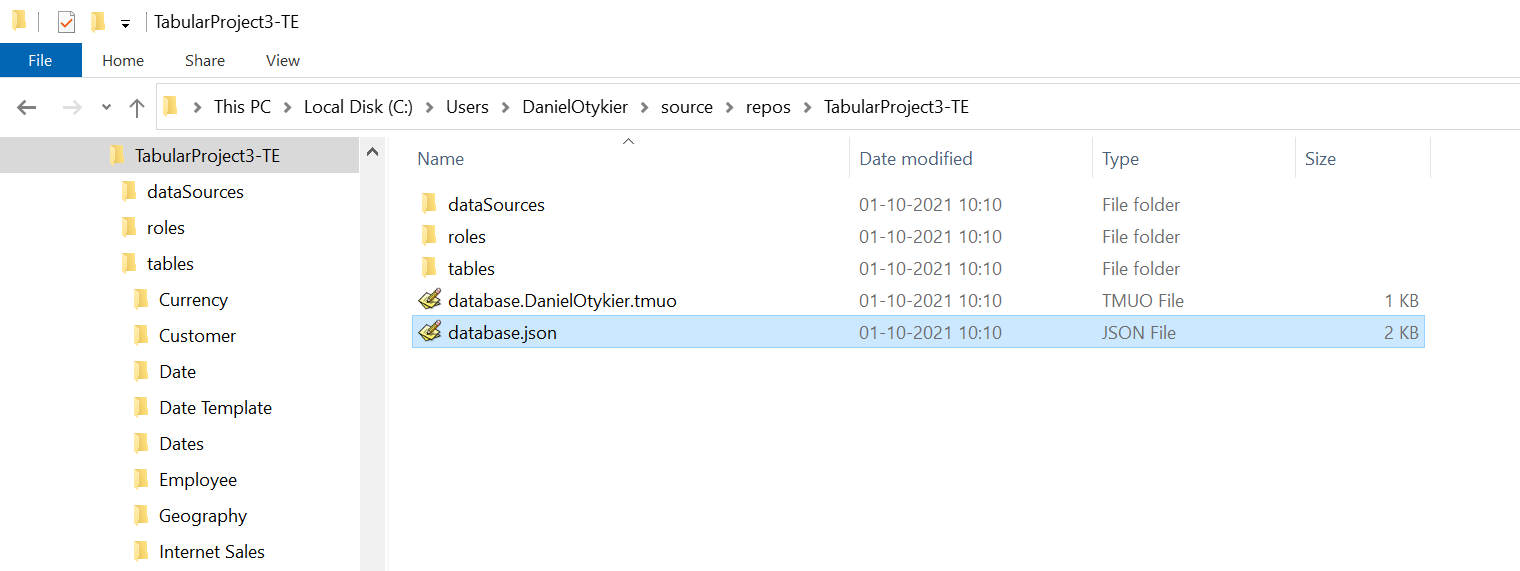 TabularProject3-TE
File Home Share View
This PC Local Disk (C:) Users DanielOtykier source repos TabularProject3-TE
TabularProject3-TE
dataSources
roles
tables
Currency
Customer
Date
Date Template
Dates
Employee
Geography
Internet Sales
Name Date modified Type Size
dataSources 01-10-2021 10:10 File folder
roles 01-10-2021 10:10 File folder
tables 01-10-2021 10:10 File folder
database.DanielOtykier.tmuo 01-10-2021 10:10 TMUO File 1 KB
database.json 01-10-2021 10:10 JSON File 2 KB